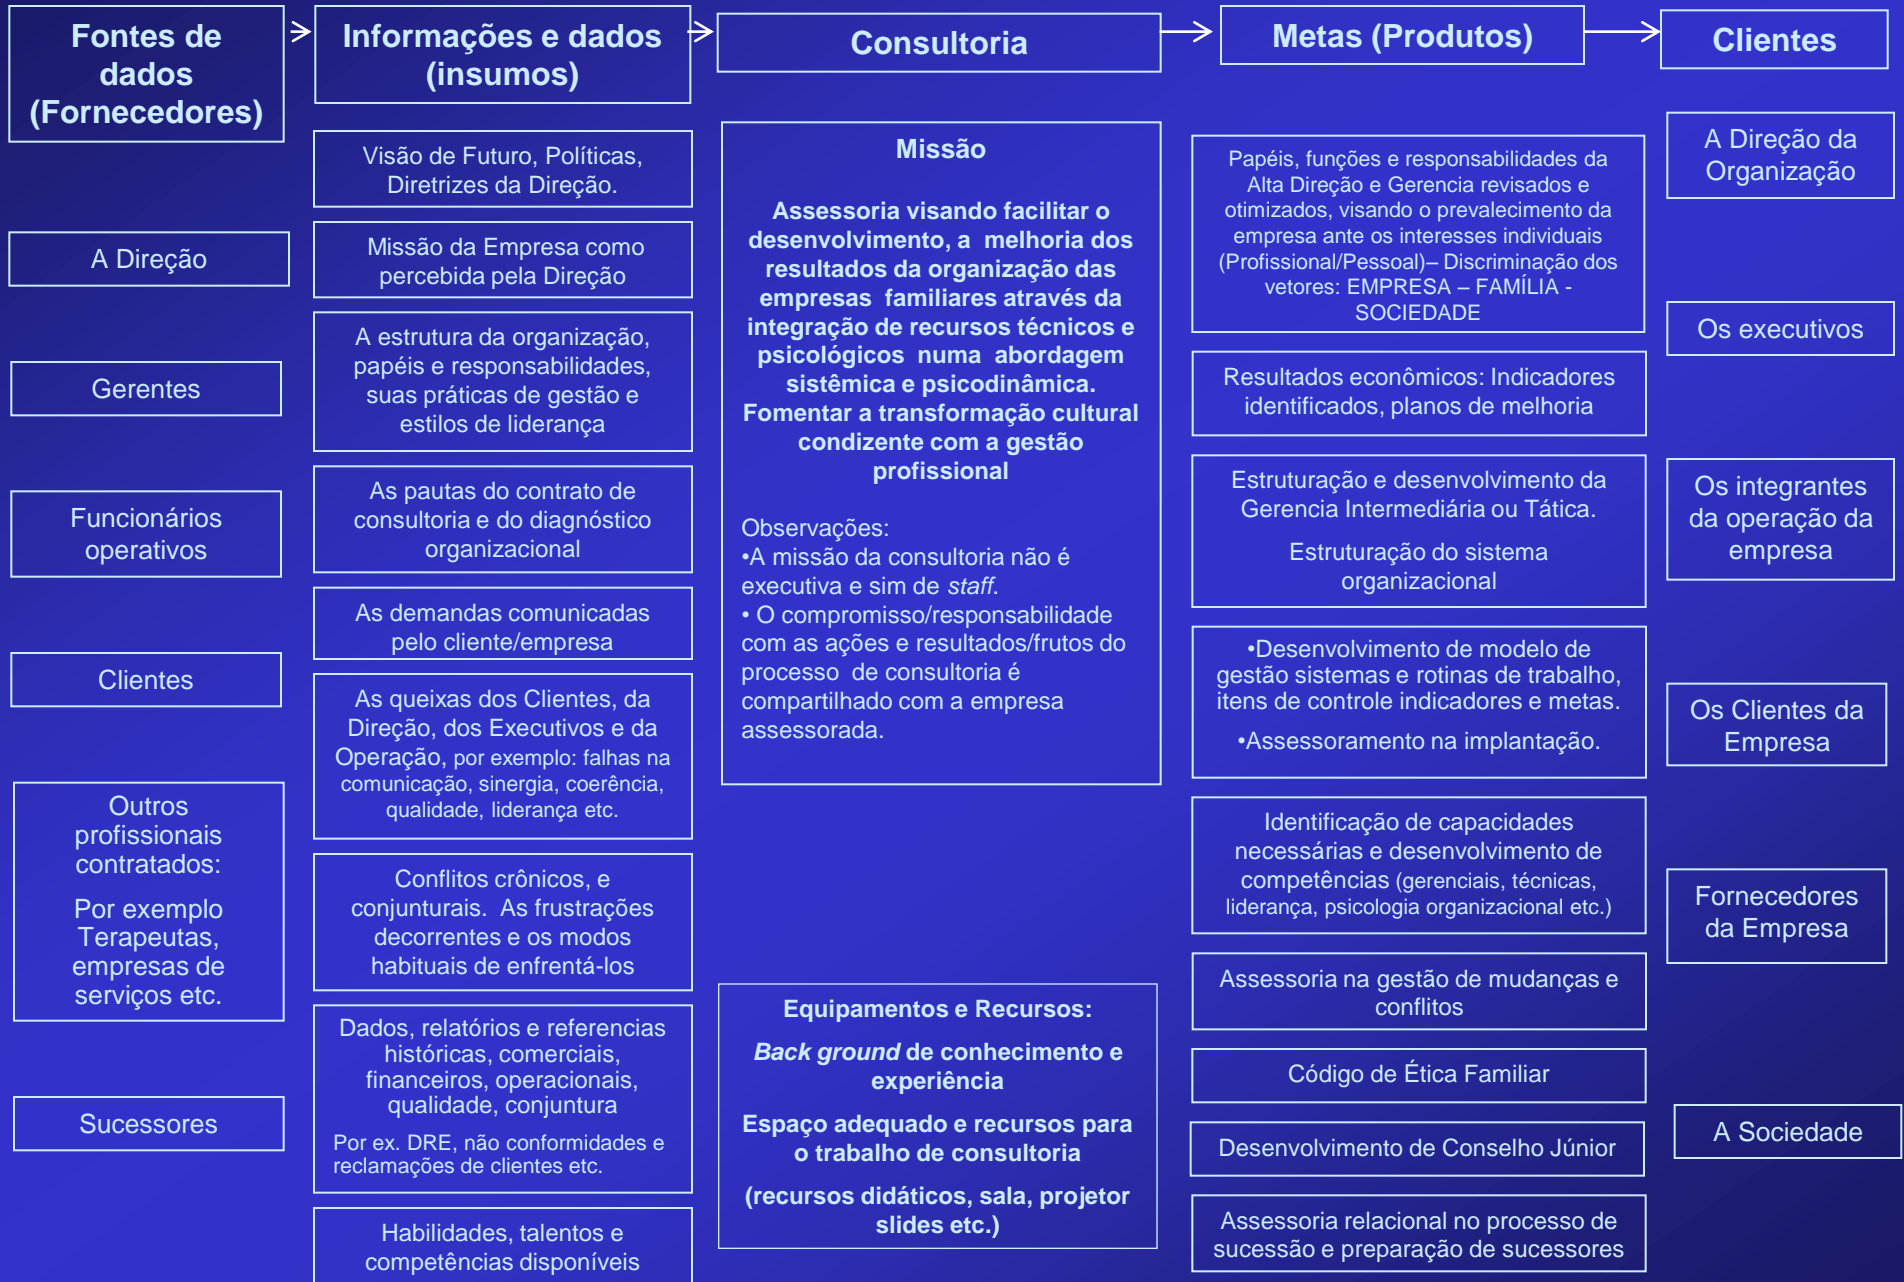 Fontes de
dados
(Fornecedores)
A Direção
Gerentes
Funcionários
operativos
Clientes
Outros
profissionais
contratados:
Por exemplo
Terapeutas,
empresas de
serviços etc.
Sucessores
Informações e dados
(insumos)
Visão de Futuro, Políticas,
Diretrizes da Direção.
Missão da Empresa como
percebida pela Direção
A estrutura da organização,
papéis e responsabilidades,
suas práticas de gestão e
estilos de liderança
As pautas do contrato de
consultoria e do diagnóstico
organizacional
As demandas comunicadas
pelo cliente/empresa
As queixas dos Clientes, da
Direção, dos Executivos e da
Operação, por exemplo: falhas na
comunicação, sinergia, coerência,
qualidade, liderança etc.
Conflitos crônicos, e
conjunturais. As frustrações
decorrentes e os modos
habituais de enfrentá-los
Dados, relatórios e referencias
históricas, comerciais,
financeiros, operacionais,
qualidade, conjuntura
Por ex. DRE, não conformidades e
reclamações de clientes etc.
Habilidades, talentos e
competências disponíveis
Consultoria
Missão
Assessoria visando facilitar o
desenvolvimento, a melhoria dos
resultados da organização das
empresas familiares através da
integração de recursos técnicos e
psicológicos numa abordagem
sistêmica e psicodinâmica.
Fomentar a transformação cultural
condizente com a gestão
profissional
Observações:
•A missão da consultoria não é
executiva e sim de staff.
• O compromisso/responsabilidade
com as ações e resultados/frutos do
processo de consultoria é
compartilhado com a empresa
assessorada.
Equipamentos e Recursos:
Back ground de conhecimento e
experiência
Espaço adequado e recursos para
o trabalho de consultoria
(recursos didáticos, sala, projetor
slides etc.)
Metas (Produtos)
Papéis, funções e responsabilidades da
Alta Direção e Gerencia revisados e
otimizados, visando o prevalecimento da
empresa ante os interesses individuais
(Profissional/Pessoal)– Discriminação dos
vetores: EMPRESA – FAMÍLIA -
SOCIEDADE
Resultados econômicos: Indicadores
identificados, planos de melhoria
Estruturação e desenvolvimento da
Gerencia Intermediária ou Tática.
Estruturação do sistema
organizacional
•Desenvolvimento de modelo de
gestão sistemas e rotinas de trabalho,
itens de controle indicadores e metas.
•Assessoramento na implantação.
Identificação de capacidades
necessárias e desenvolvimento de
competências (gerenciais, técnicas,
liderança, psicologia organizacional etc.)
Assessoria na gestão de mudanças e
conflitos
Código de Ética Familiar
Desenvolvimento de Conselho Júnior
Assessoria relacional no processo de
sucessão e preparação de sucessores
Clientes
A Direção da
Organização
Os executivos
Os integrantes
da operação da
empresa
Os Clientes da
Empresa
Fornecedores
da Empresa
A Sociedade